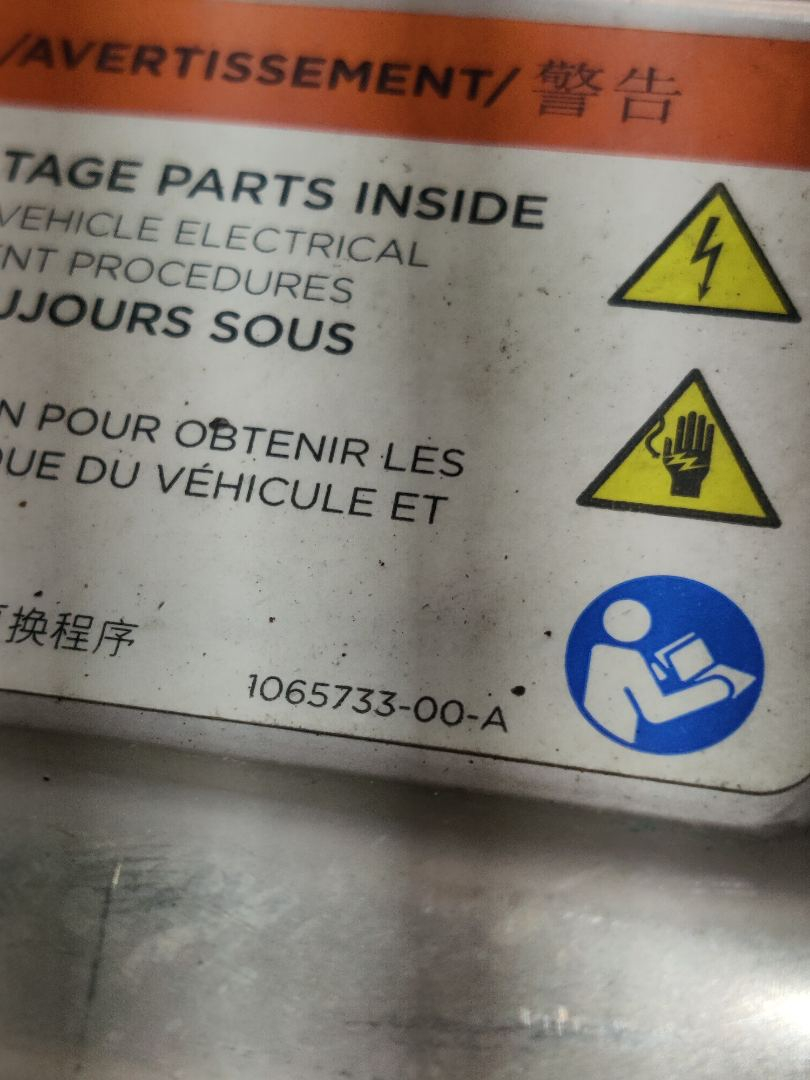 /AVERTISSEMENT/ 警告
TAGE PARTS INSIDE
VEHICLE ELECTRICAL
NT PROCEDURES
UJOURS SOUS
N POUR OBTENIR LES
QUE DU VÉHICULE ET
换程序
1065733-00-A